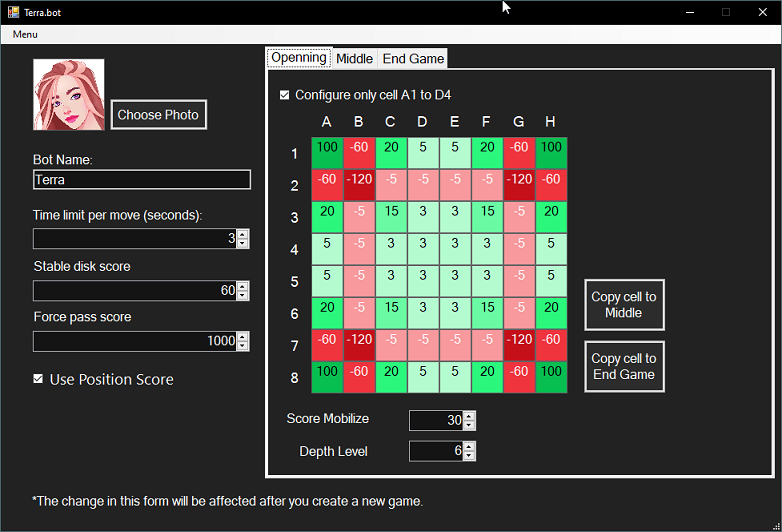 Terra.bot
Menu
Openning Middle End Game
Choose Photo
Configure only cell A1 to D4
A B C D E F G H
1 100 -60 20 5 5 20 -60 100
2 -60 -120 -5 -5 -5 -5 -120 -60
3 20 -5 15 3 3 15 -5 20
4 5 -5 3 3 3 3 -5 5
5 5 -5 3 3 3 3 -5 5
6 20 -5 15 3 3 15 -5 20
7 -60 -120 -5 -5 -5 -5 -120 -60
8 100 -60 20 5 5 20 -60 100
Bot Name:
Terra
Time limit per move (seconds):
3
Stable disk score
60
Force pass score
1000
Use Position Score
Copy cell to
Middle
Copy cell to
End Game
Score Mobilize 30
Depth Level 6
*The change in this form will be affected after you create a new game.